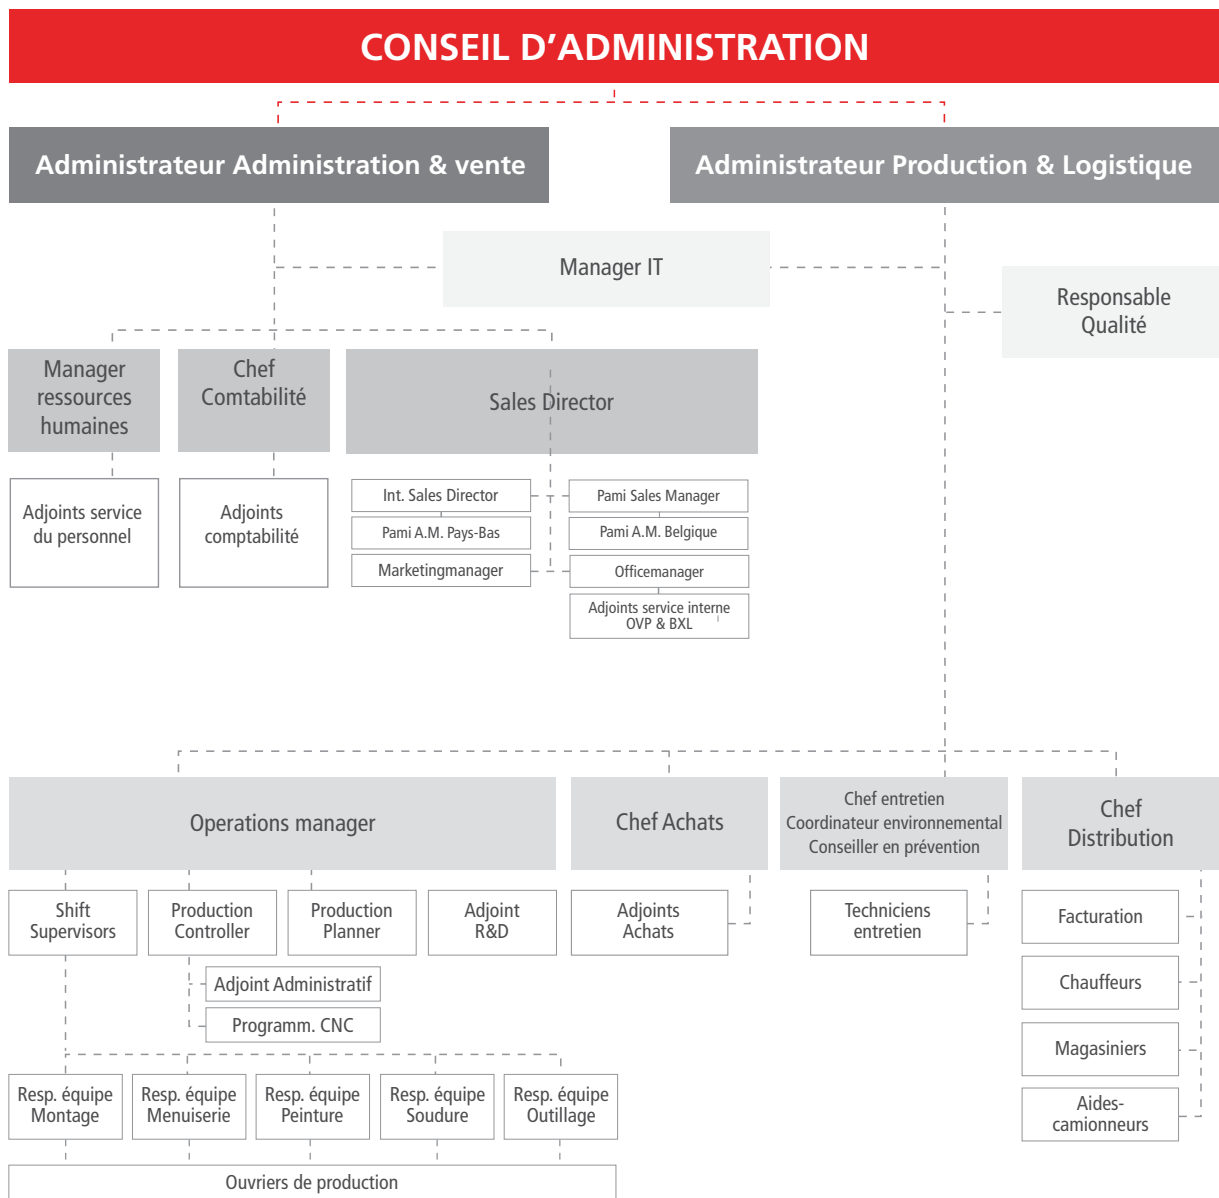 CONSEIL D’ADMINISTRATION
Administrateur Administration & vente
Administrateur Production & Logistique
Manager IT
Responsable
Qualité
Manager
ressources
humaines
Chef
Comtabilité
Sales Director
Adjoints service
du personnel
Adjoints
comptabilité
Int. Sales Director
Pami Sales Manager
Pami A.M. Pays-Bas
Pami A.M. Belgique
Marketingmanager
Officemanager
Adjoints service interne
OVP & BXL
Operations manager
Chef Achats
Chef entretien
Coordinateur environnemental
Conseiller en prévention
Chef
Distribution
Shift
Supervisors
Production
Controller
Production
Planner
Adjoint
R&D
Adjoints
Achats
Techniciens
entretien
Facturation
Adjoint Administratif
Chauffeurs
Programm. CNC
Magasiniers
Resp. équipe
Montage
Resp. équipe
Menuiserie
Resp. équipe
Peinture
Resp. équipe
Soudure
Resp. équipe
Outillage
Aides-
camionneurs
Ouvriers de production